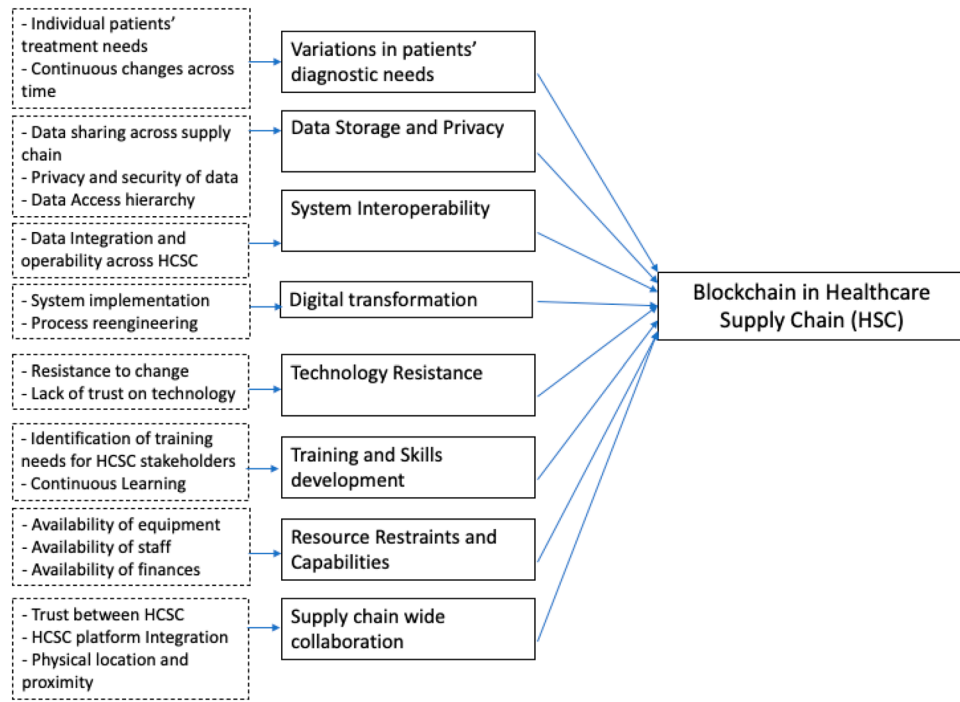 - Individual patients’
treatment needs
- Continuous changes across
time
Variations in patients’
diagnostic needs
- Data sharing across supply
chain
- Privacy and security of data
- Data Access hierarchy
Data Storage and Privacy
- Data Integration and
operability across HCSC
System Interoperability
- System implementation
- Process reengineering
Digital transformation
- Resistance to change
- Lack of trust on technology
Technology Resistance
- Identification of training
needs for HCSC stakeholders
- Continuous Learning
Training and Skills
development
- Availability of equipment
- Availability of staff
- Availability of finances
Resource Restraints and
Capabilities
- Trust between HCSC
- HCSC platform Integration
- Physical location and
proximity
Supply chain wide
collaboration
Blockchain in Healthcare
Supply Chain (HSC)